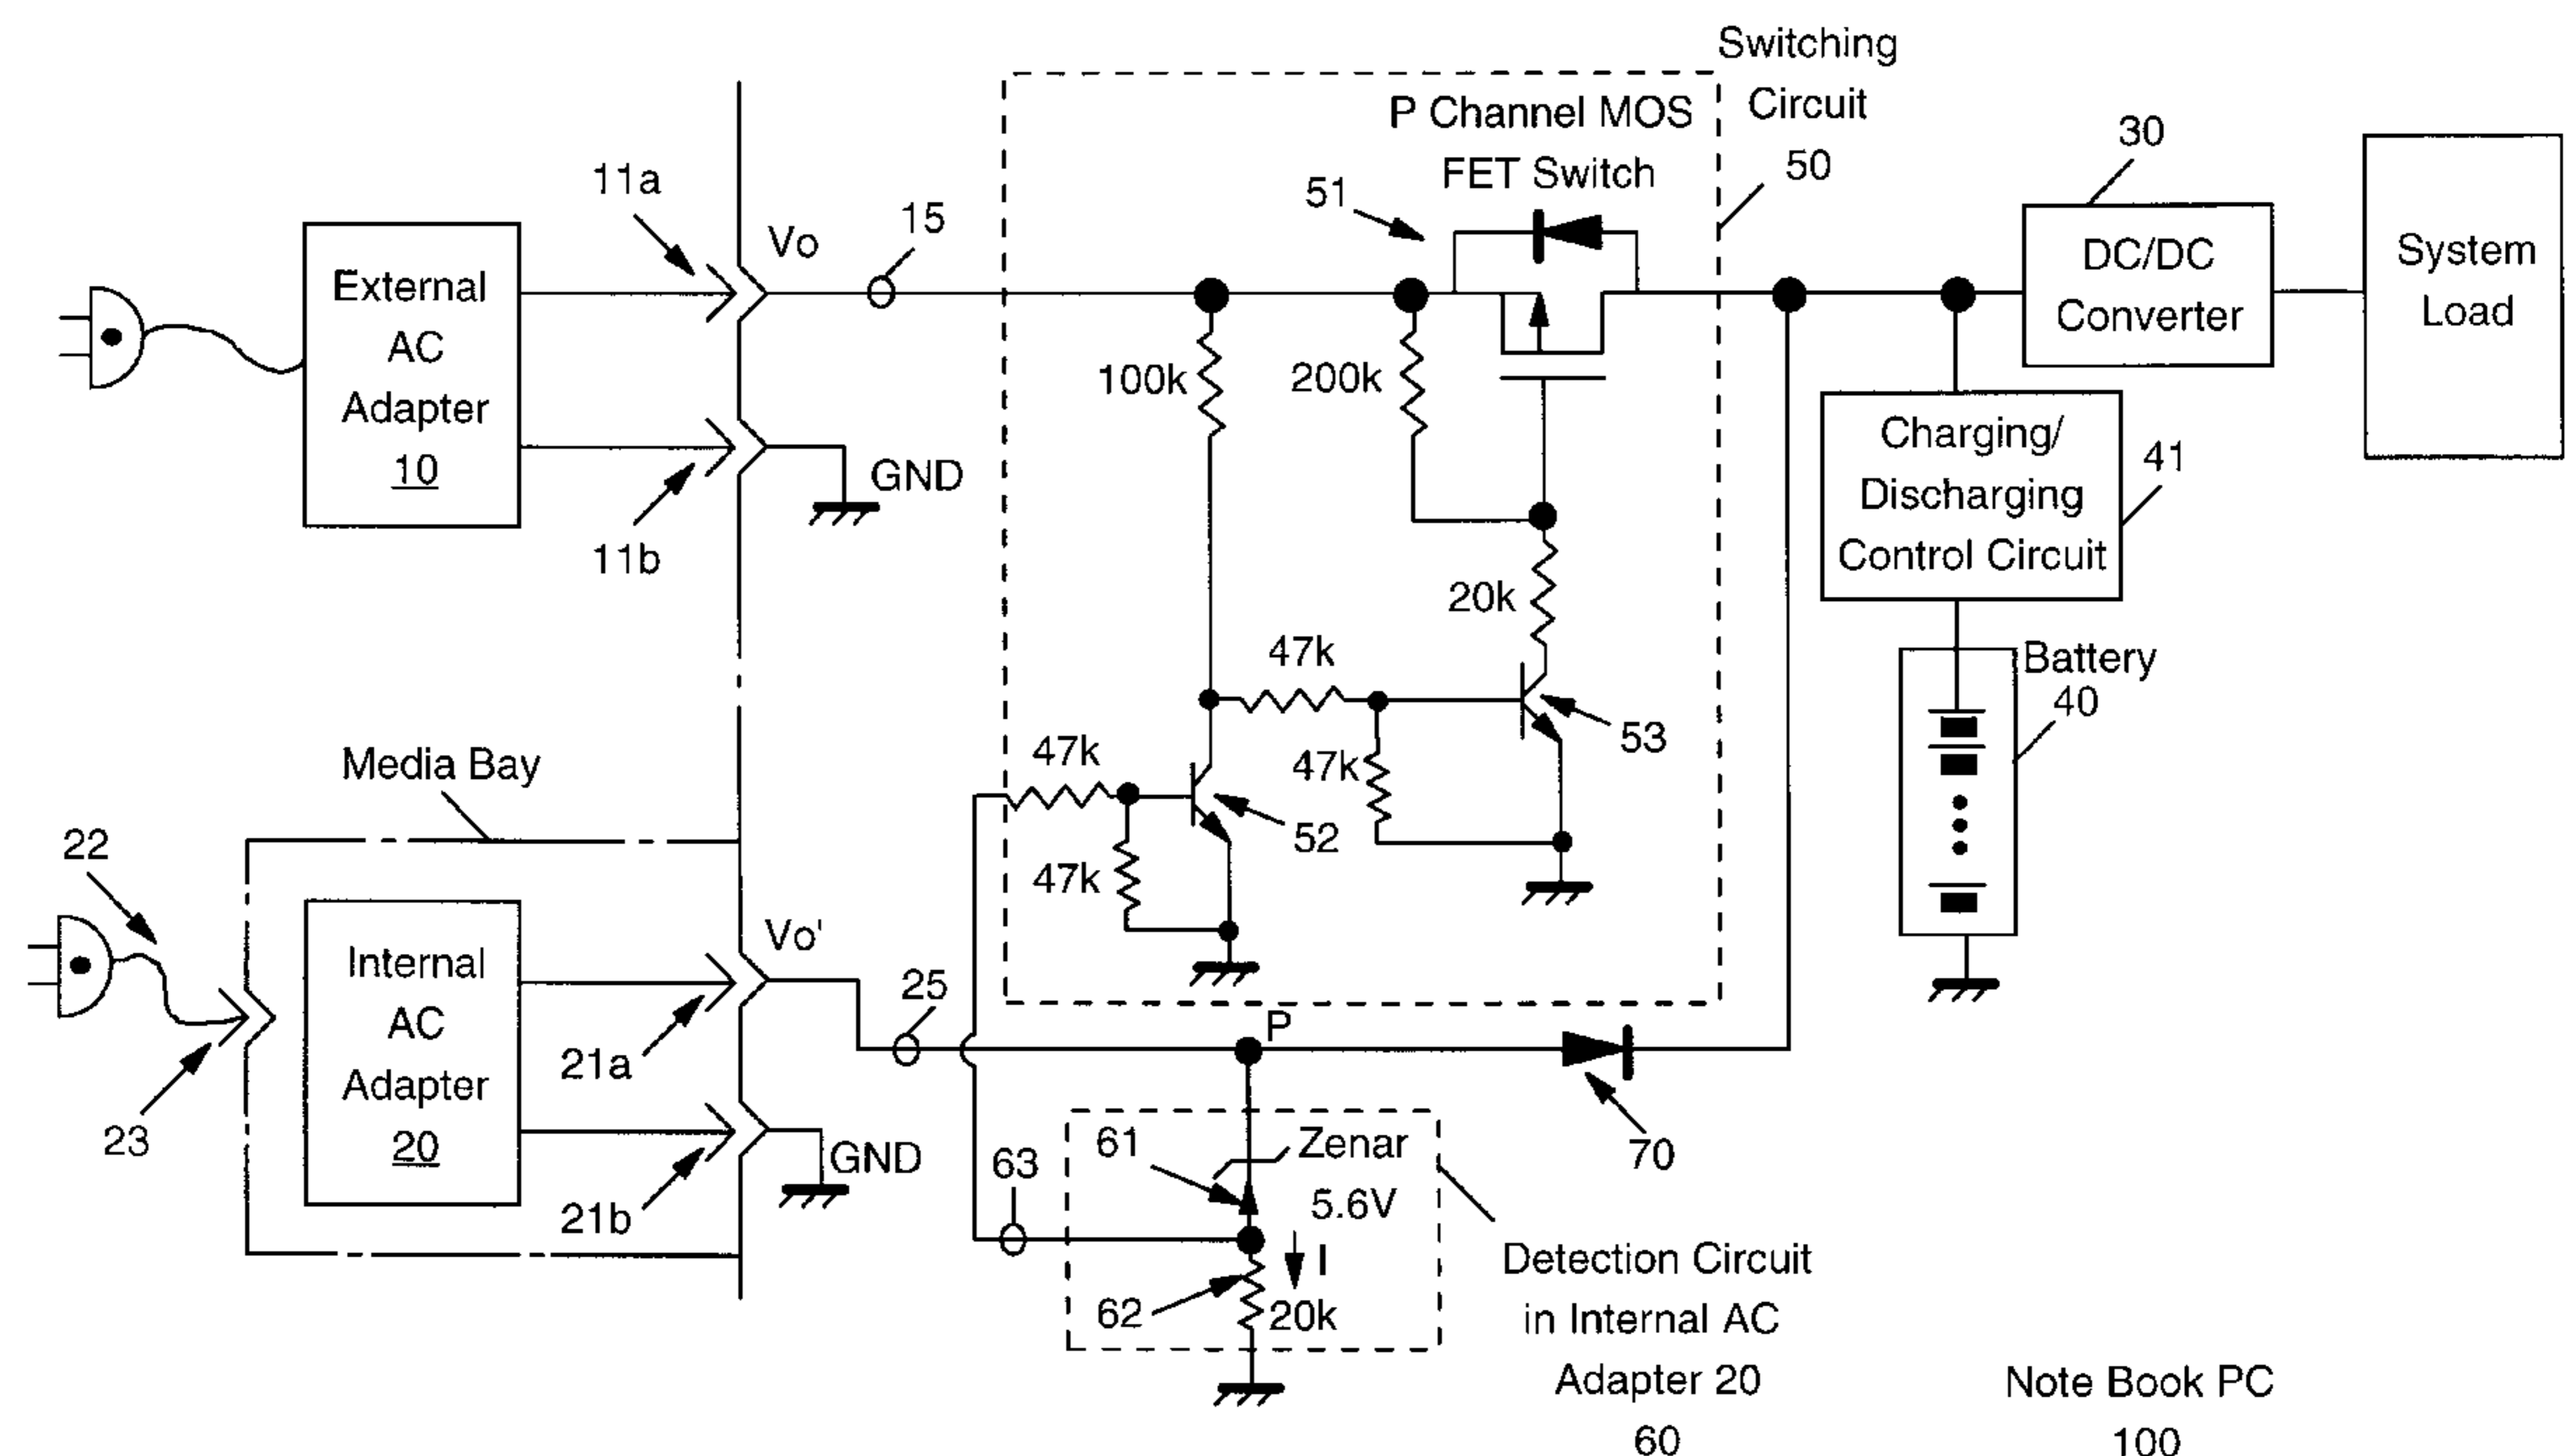 Switching
Circuit
50
P Channel MOS
FET Switch
51
30
DC/DC
Converter
System
Load
11a
Vo
15
External
AC
Adapter
10
11b
GND
100k
200k
20k
47k
47k
53
47k
47k
52
Charging/
Discharging
Control Circuit
41
Battery
40
Media Bay
22
23
Internal
AC
Adapter
20
Vo'
25
21a
21b
GND
P
70
63
61
Zenar
5.6V
I
62
20k
Detection Circuit
in Internal AC
Adapter 20
60
Note Book PC
100